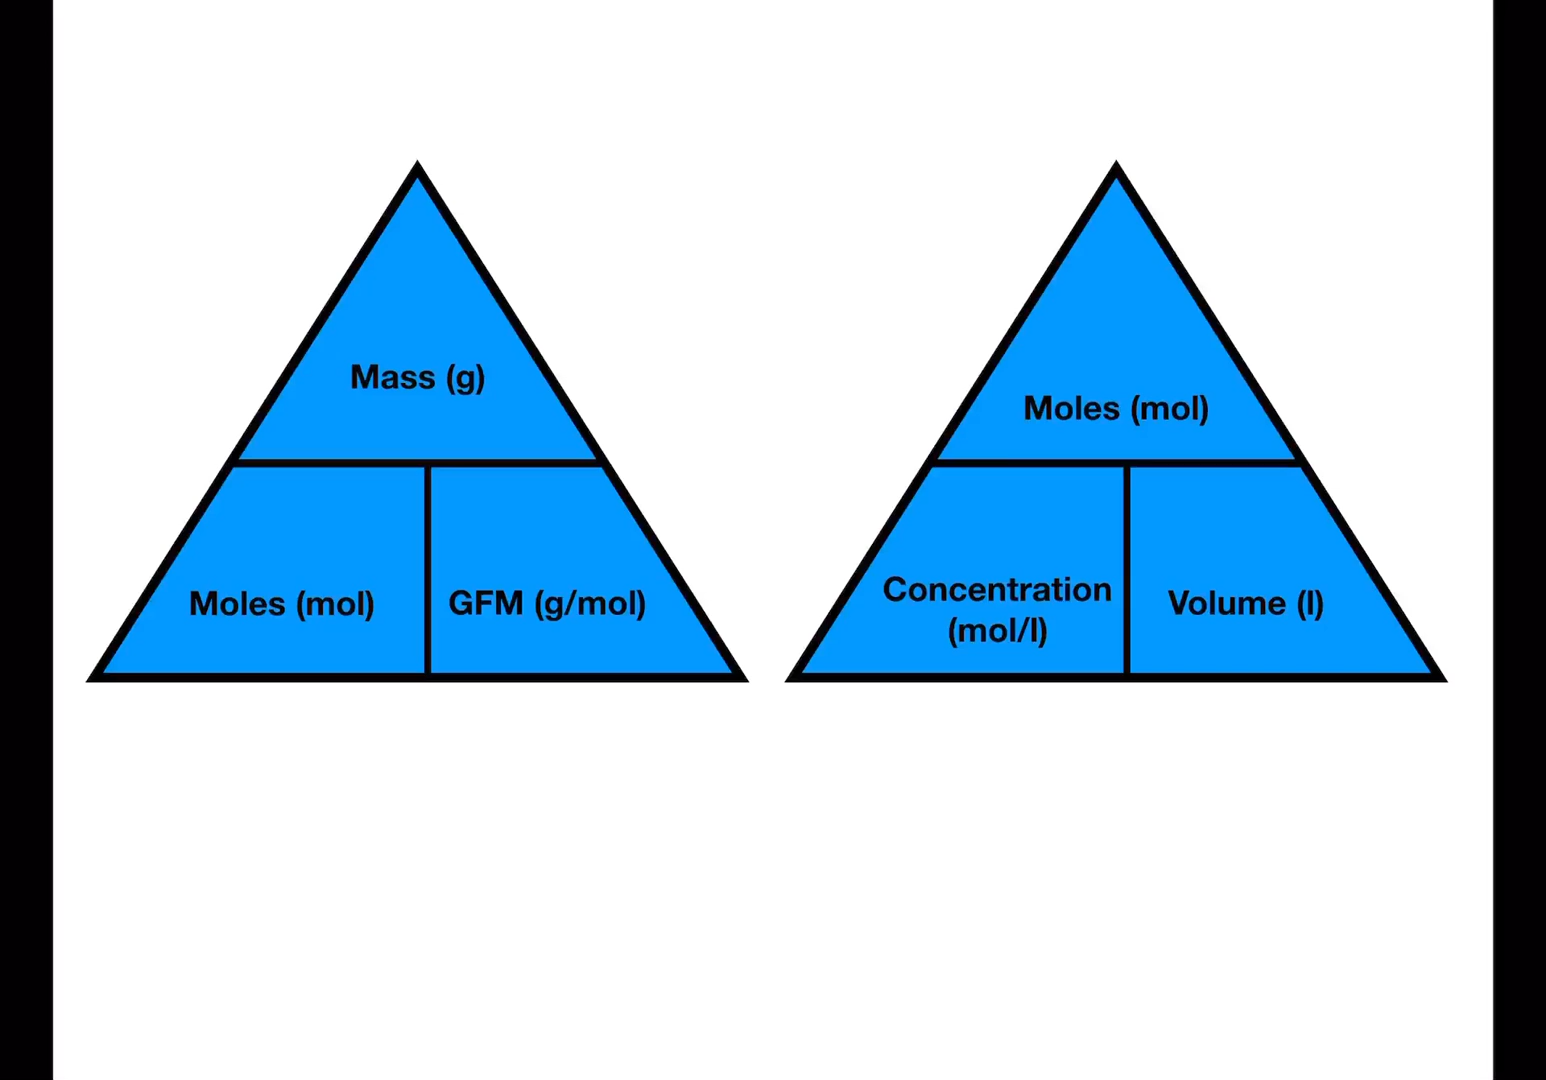 Mass (g)
Moles (mol)
GFM (g/mol)
Moles (mol)
Concentration
(mol/l)
Volume (l)